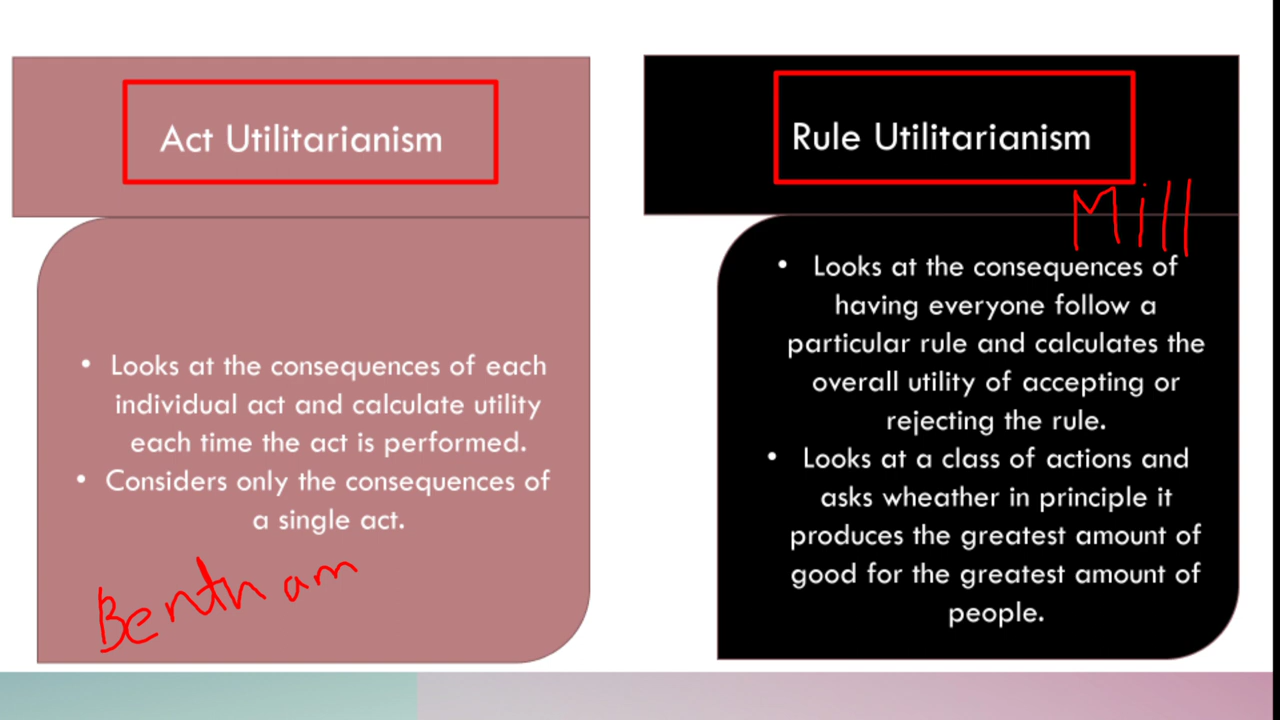 Act Utilitarianism
• Looks at the consequences of each
individual act and calculate utility
each time the act is performed.
• Considers only the consequences of
a single act.
Bentham
Rule Utilitarianism
Mill
• Looks at the consequences of
having everyone follow a
particular rule and calculates the
overall utility of accepting or
rejecting the rule.
• Looks at a class of actions and
asks wheather in principle it
produces the greatest amount of
good for the greatest amount of
people.